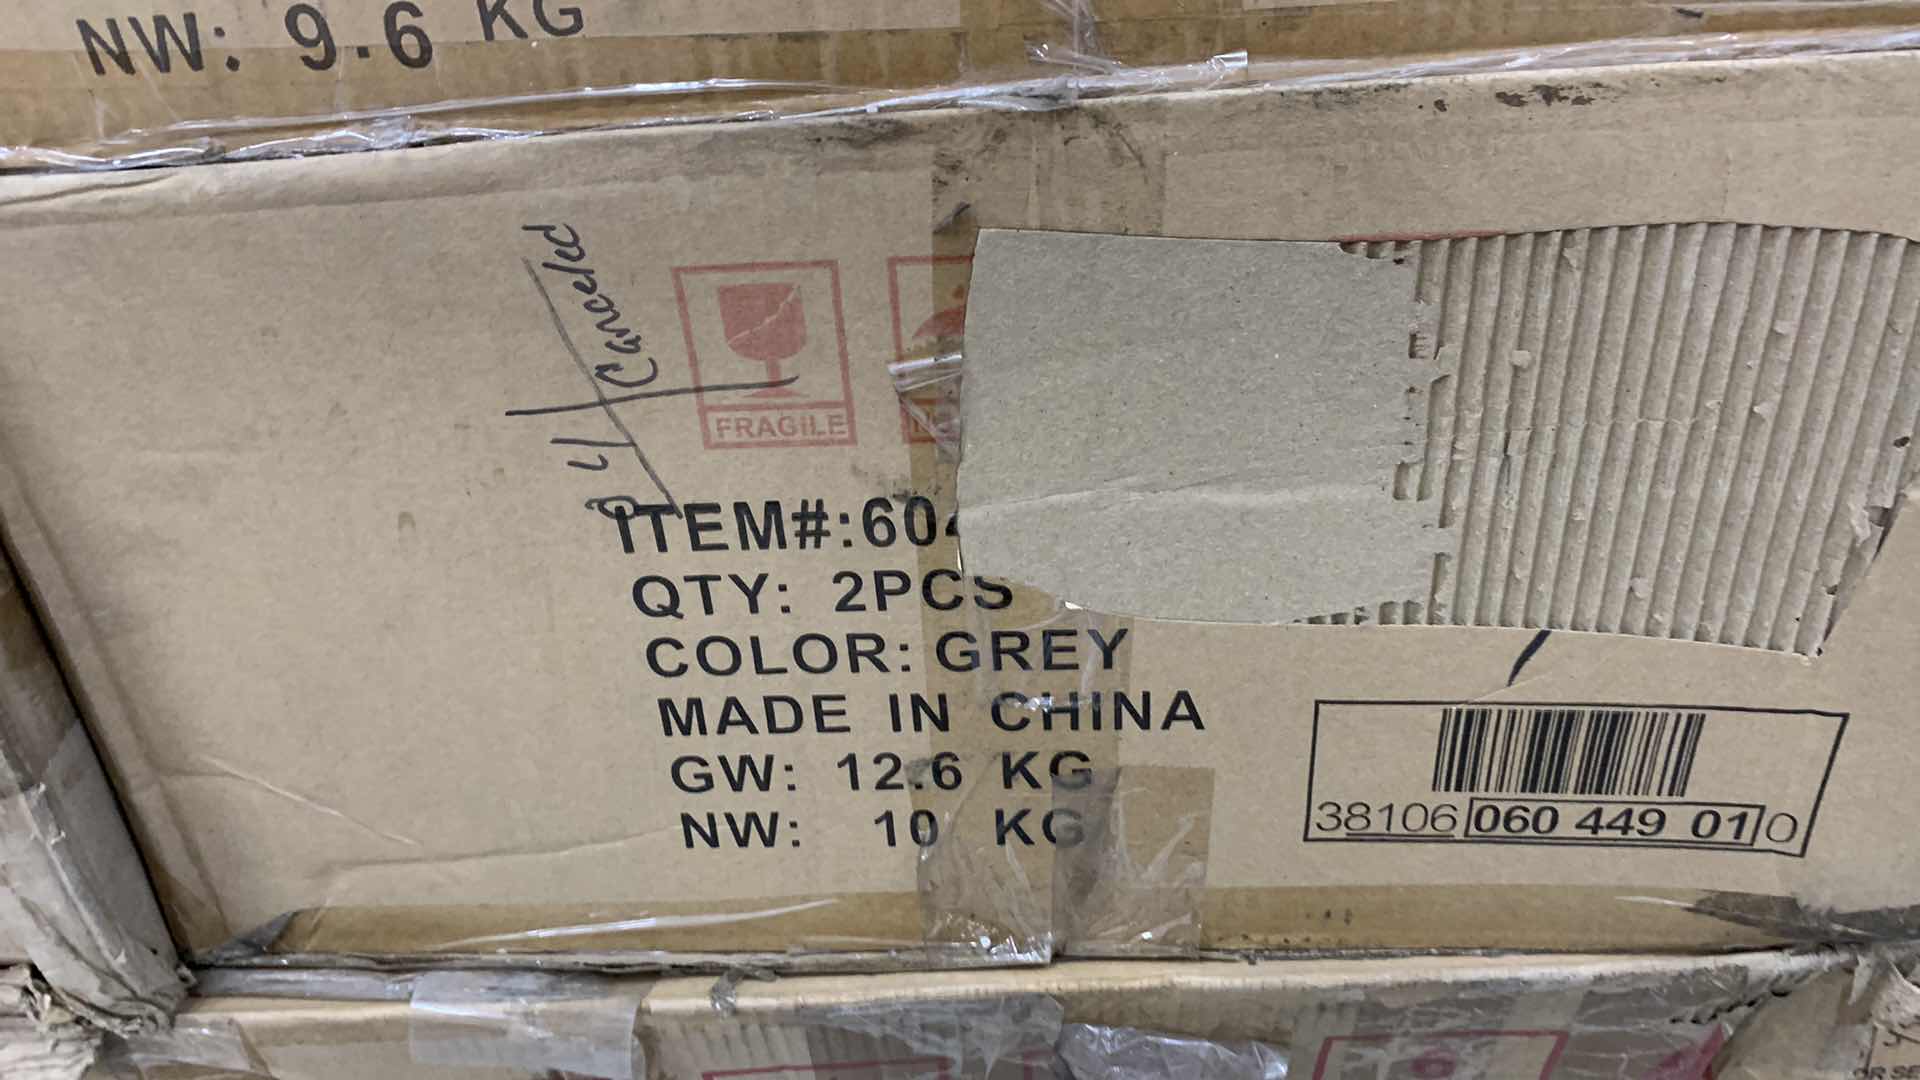 NW: 9.6 KG
Canceld
FRAGILE
ITEM#:60
QTY: 2PCS
COLOR: GREY
MADE IN CHINA
GW: 12.6 KG
NW: 10 KG
38106 060 449 01 0